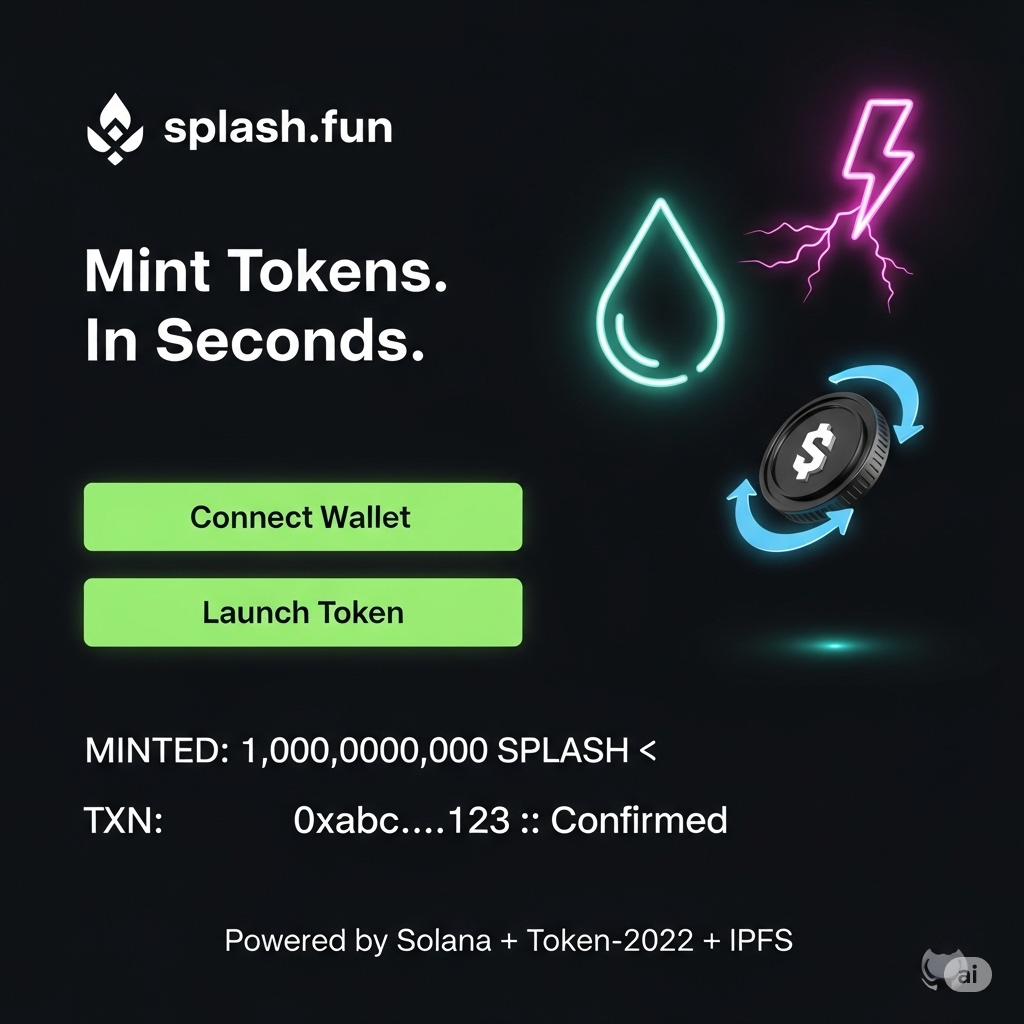 splash.fun
Mint Tokens.
In Seconds.
Connect Wallet
Launch Token
MINTED: 1,000,0000,000 SPLASH <
TXN: 0xabc....123 :: Confirmed
Powered by Solana + Token-2022 + IPFS
ai